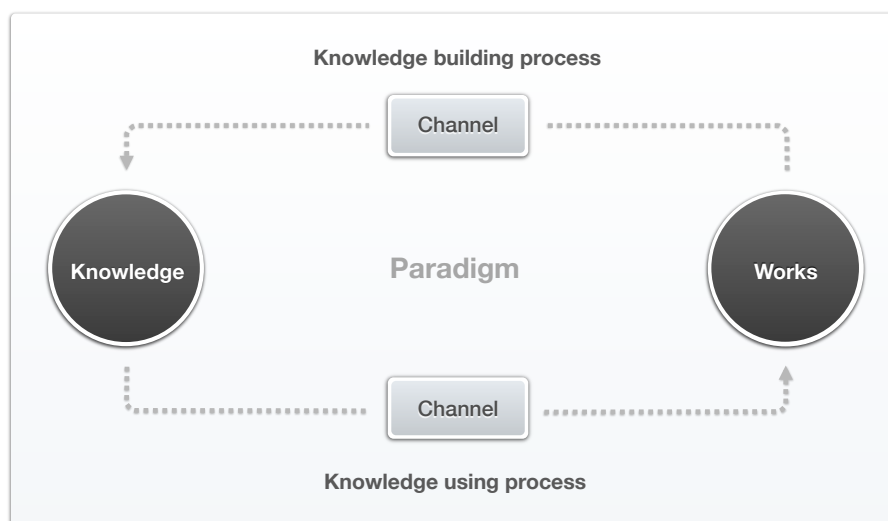 Knowledge building process
Channel
Knowledge
Paradigm
Works
Channel
Knowledge using process